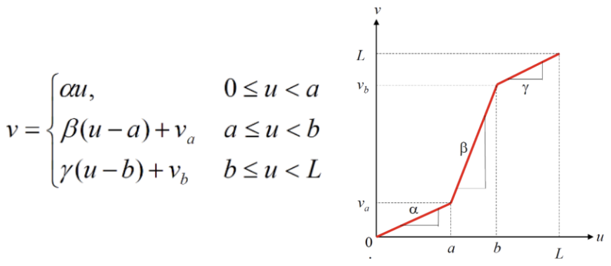 v = { αu, 0 ≤ u < a
β(u − a) + v_a a ≤ u < b
γ(u − b) + v_b b ≤ u < L
v
L
v_b
γ
β
v_a
α
0
a
b
L
u